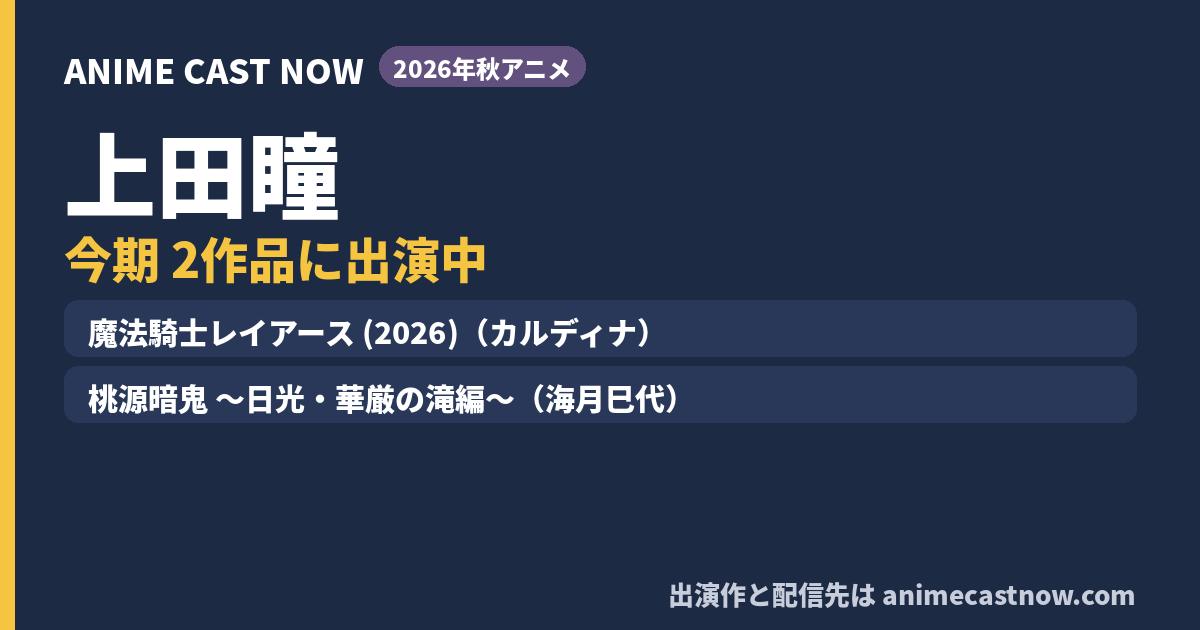 ANIME CAST NOW 2026年秋アニメ
上田瞳
今期 2作品に出演中
魔法騎士レイアース (2026)（カルディナ）
桃源暗鬼 〜日光・華厳の滝編〜（海月巳代）
出演作と配信先は animecastnow.com